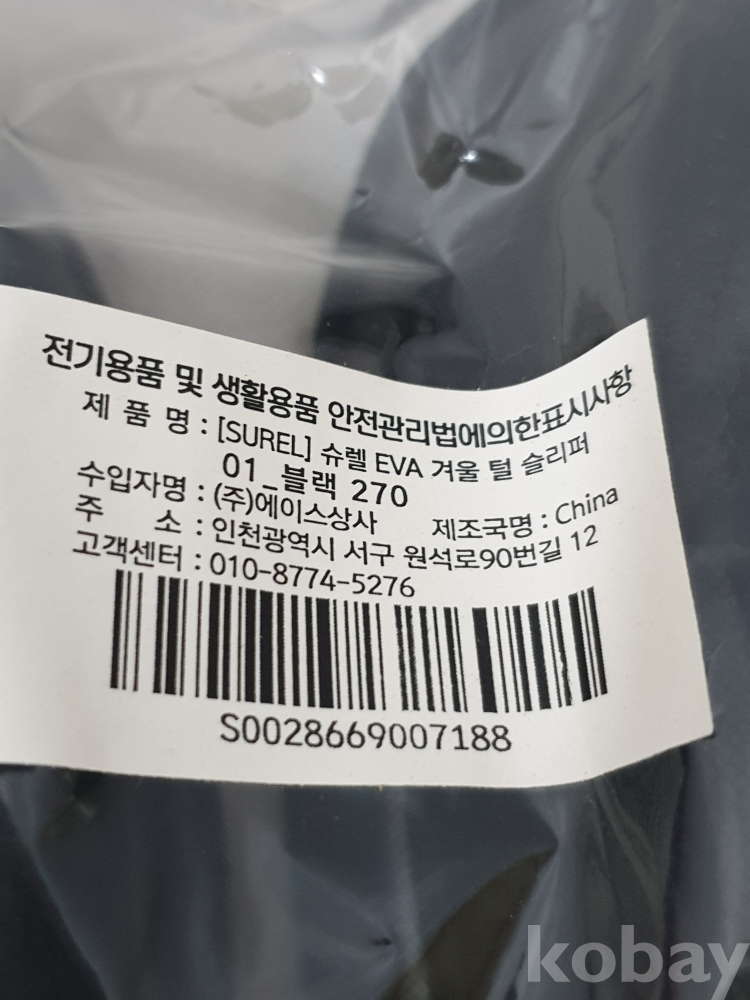 전기용품 및 생활용품 안전관리법에의한표시사항
제 품 명 : [SUREL] 슈렐 EVA 겨울 털 슬리퍼
01_블랙 270
수입자명 : (주)에이스상사 제조국명 : China
주 소 : 인천광역시 서구 원석로90번길 12
고객센터 : 010-8774-5276
S0028669007188
kobay